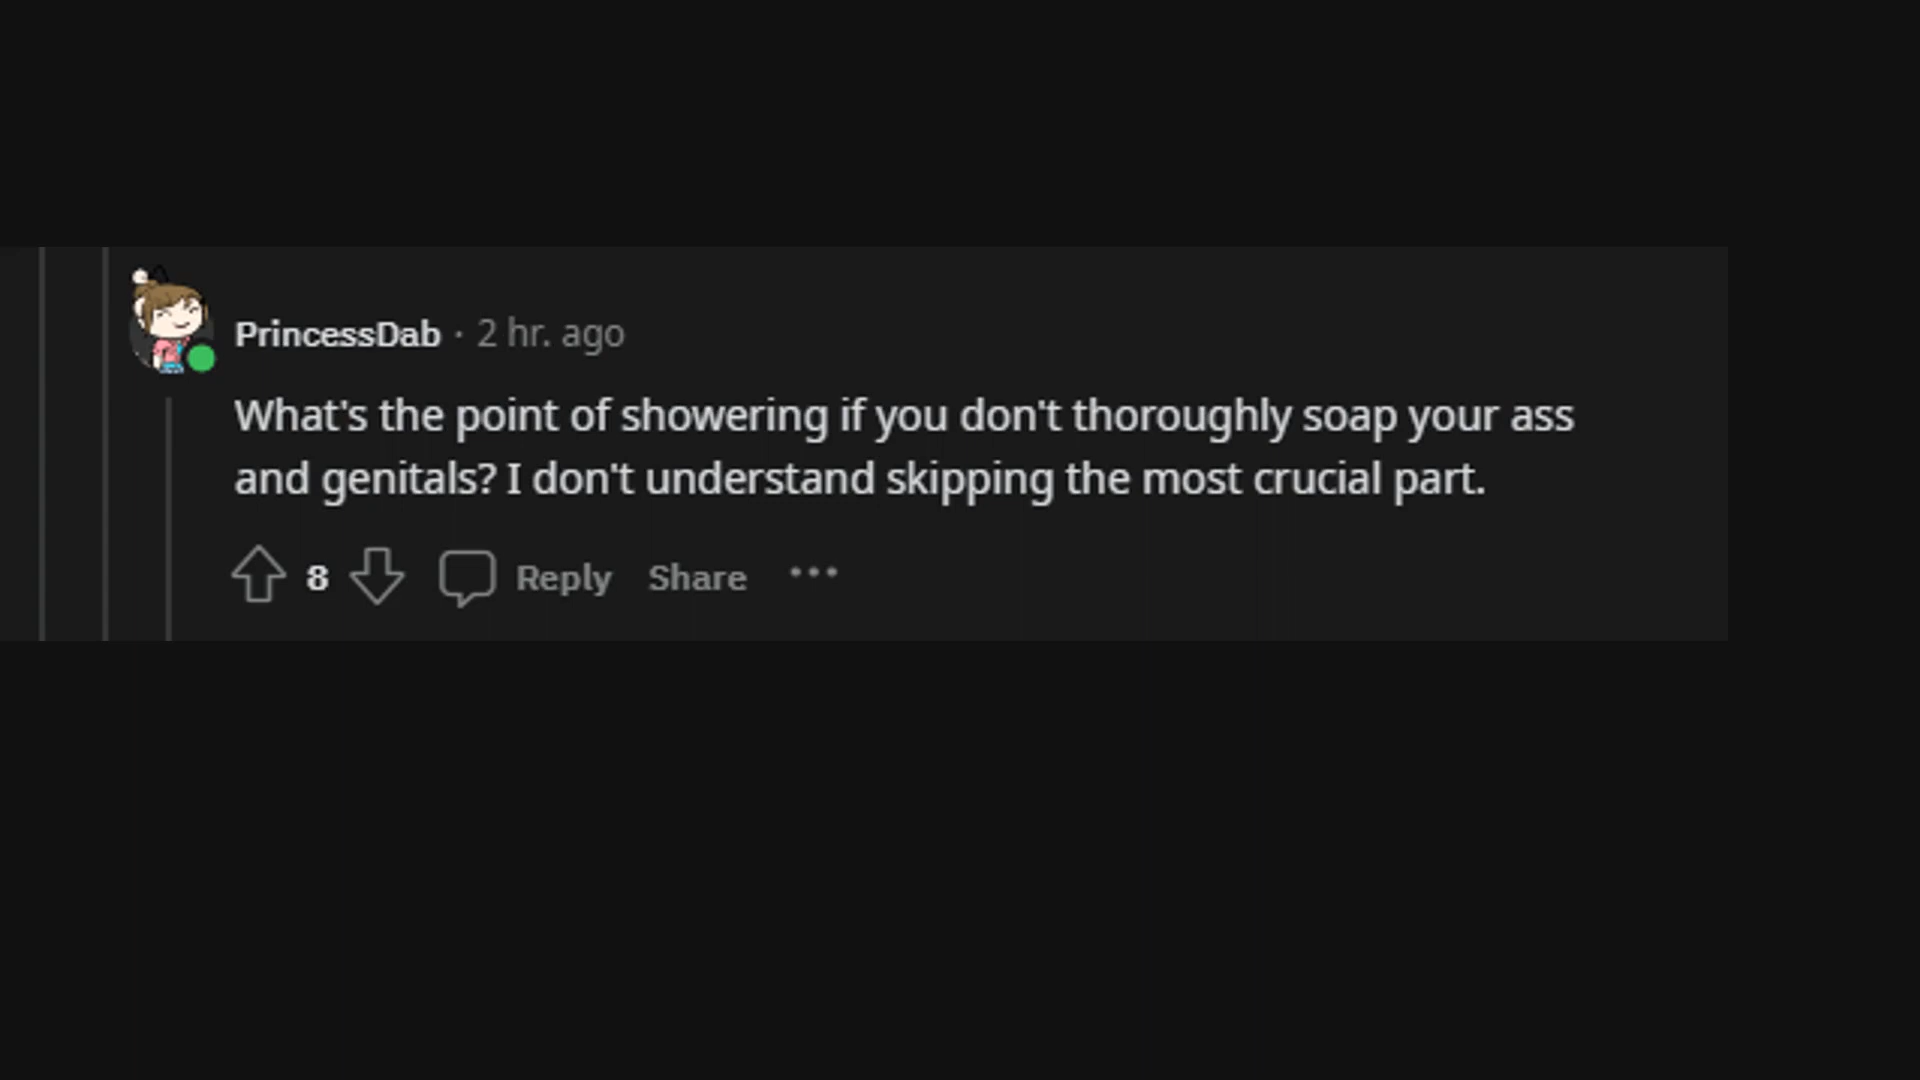 PrincessDab · 2 hr. ago
What's the point of showering if you don't thoroughly soap your ass
and genitals? I don't understand skipping the most crucial part.
8 Reply Share ...